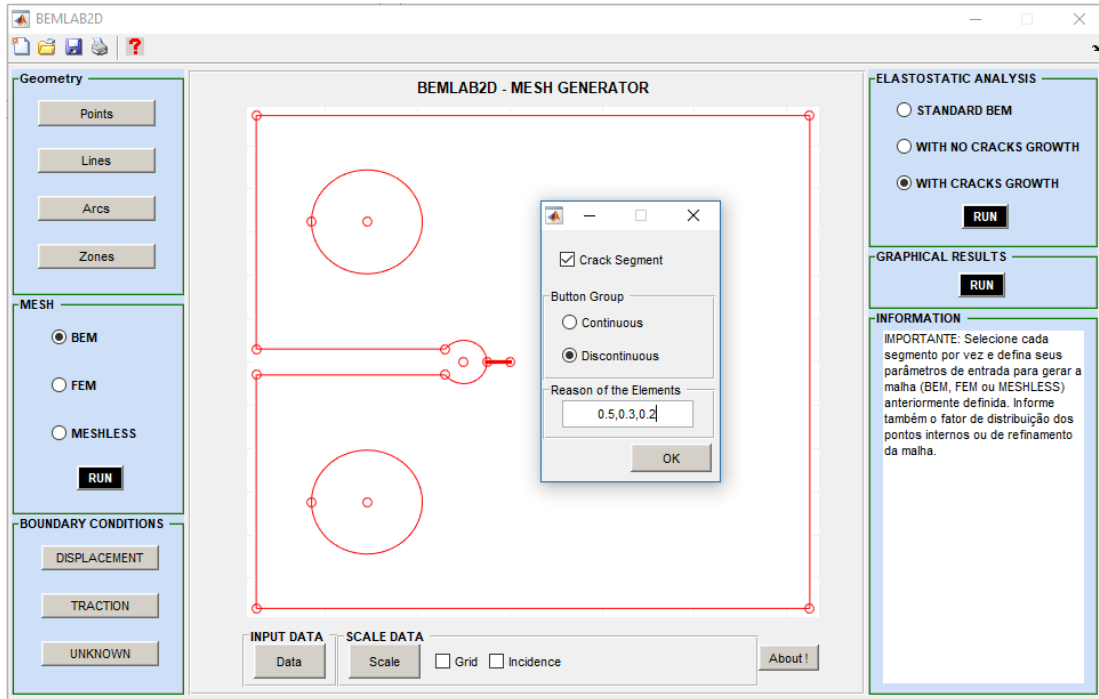 BEMLAB2D
?
Geometry
Points
Lines
Arcs
Zones
MESH
BEM
FEM
MESHLESS
RUN
BOUNDARY CONDITIONS
DISPLACEMENT
TRACTION
UNKNOWN
BEMLAB2D - MESH GENERATOR
Crack Segment
Button Group
Continuous
Discontinuous
Reason of the Elements
0.5,0.3,0.2
OK
INPUT DATA
Data
SCALE DATA
Scale
Grid
Incidence
About !
ELASTOSTATIC ANALYSIS
STANDARD BEM
WITH NO CRACKS GROWTH
WITH CRACKS GROWTH
RUN
GRAPHICAL RESULTS
RUN
INFORMATION
IMPORTANTE: Selecione cada
segmento por vez e defina seus
parâmetros de entrada para gerar a
malha (BEM, FEM ou MESHLESS)
anteriormente definida. Informe
também o fator de distribuição dos
pontos internos ou de refinamento
da malha.